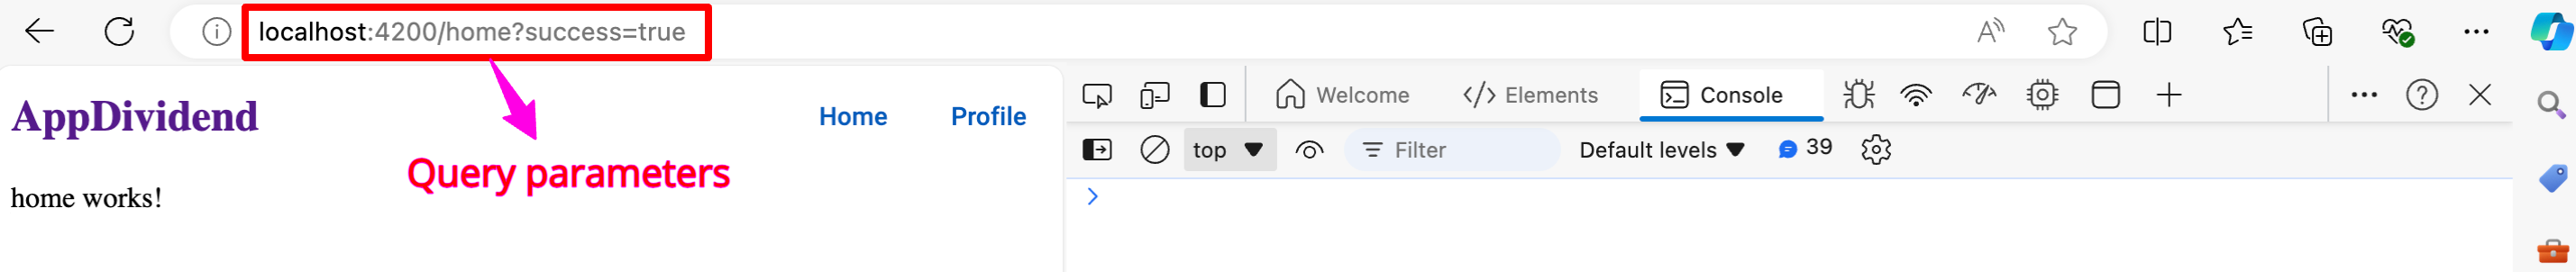 localhost:4200/home?success=true
AppDividend Home Profile
Query parameters
home works!
Welcome Elements Console
top Filter Default levels 39